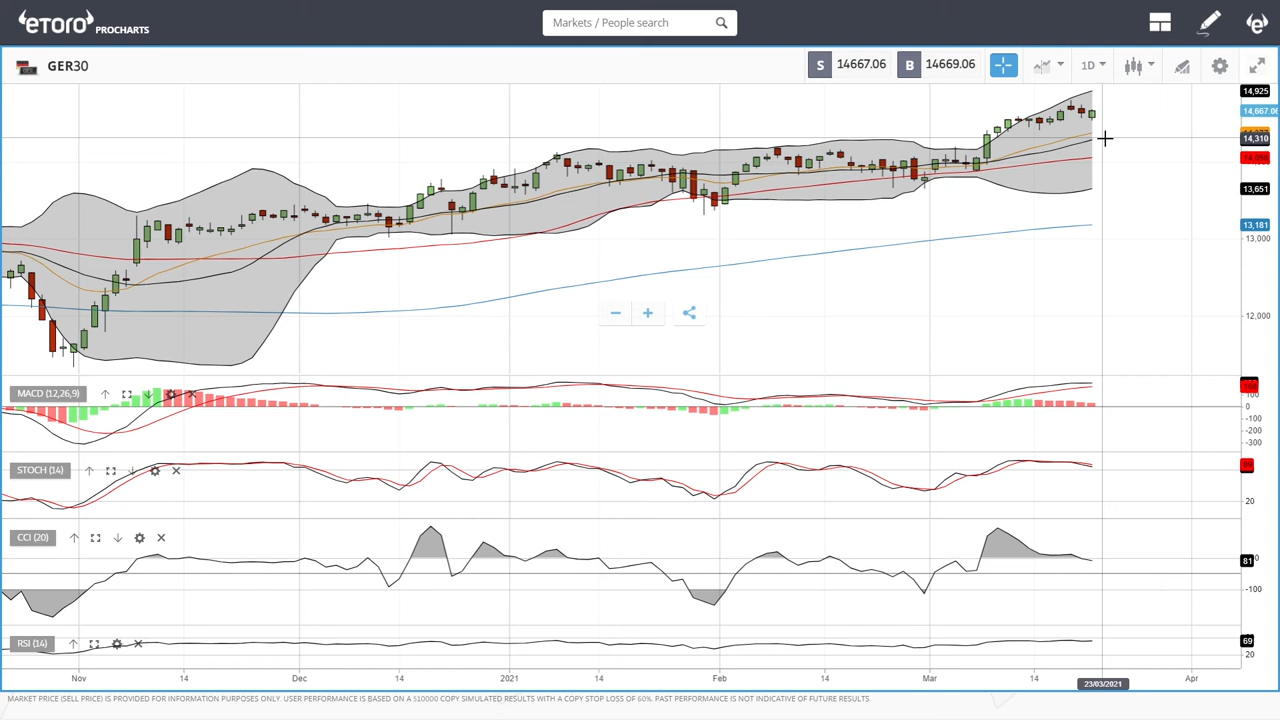 eTORO PROCHARTS
Markets / People search
GER30
S 14667.06 B 14669.06 1D
14,925
14,667.06
14,310
13,651
13,181
13,000
12,000
MACD (12,26,9)
100
0
-100
-200
-300
STOCH (14)
20
CCI (20)
81
-100
RSI (14)
69
20
Nov 14 Dec 14 2021 14 Feb 14 Mar 14 Apr
23/03/2021
MARKET PRICE (SELL PRICE) IS PROVIDED FOR INFORMATION PURPOSES ONLY. USER PERFORMANCE IS BASED ON A $10000 COPY SIMULATED RESULTS WITH A COPY STOP LOSS OF 60%. PAST PERFORMANCE IS NOT INDICATIVE OF FUTURE RESULTS.